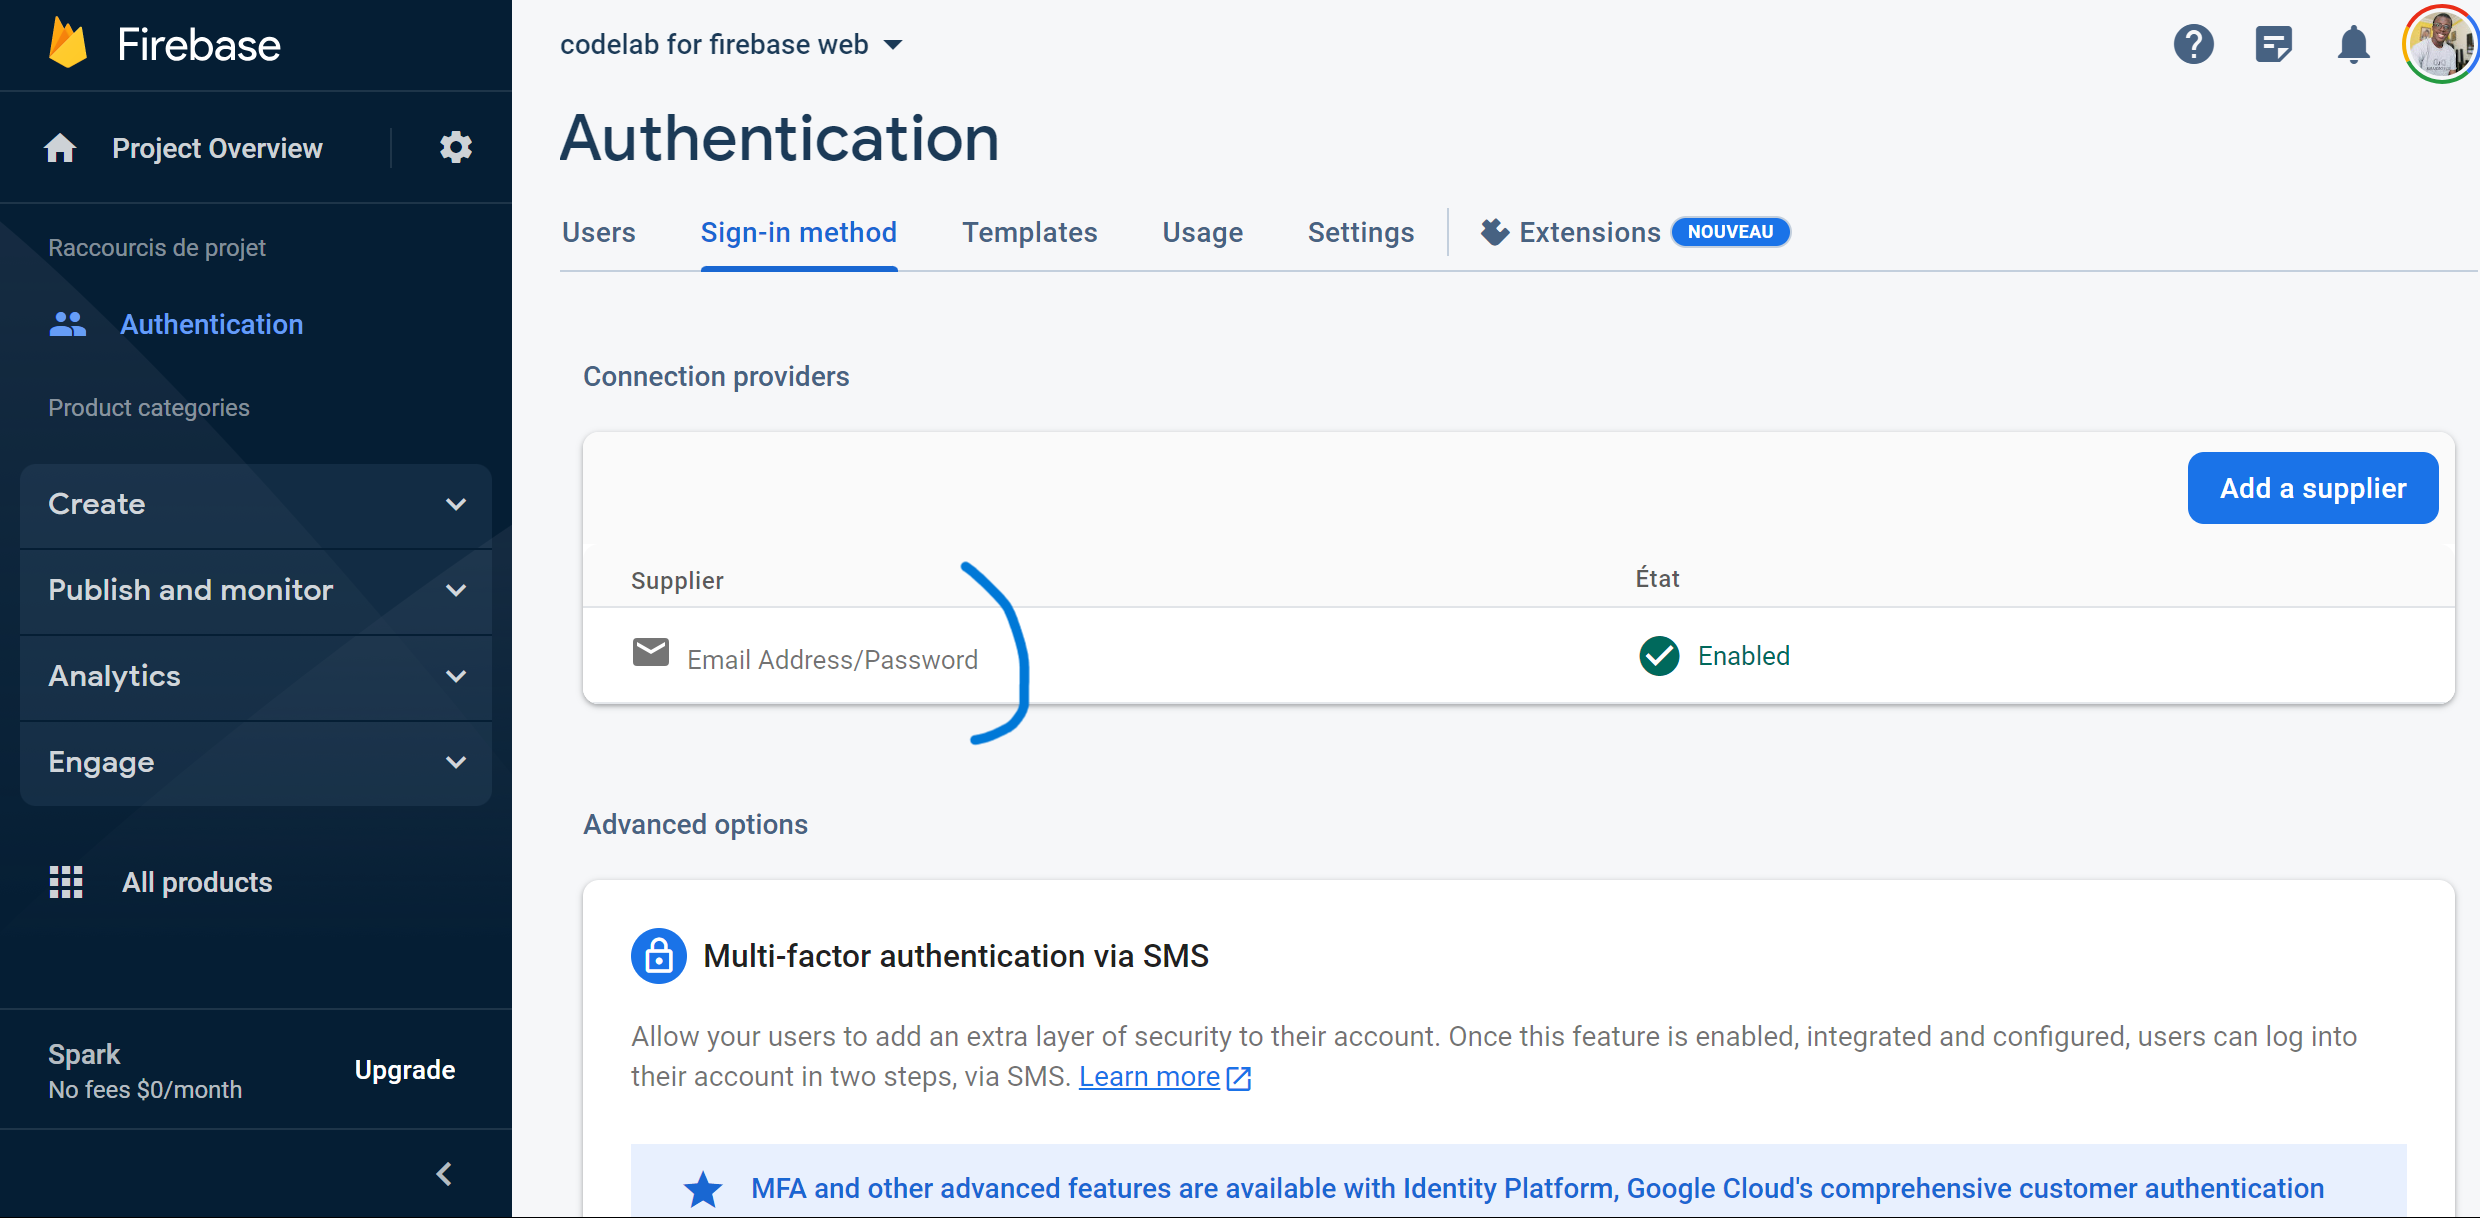 Firebase
Project Overview
Raccourcis de projet
Authentication
Product categories
Create
Publish and monitor
Analytics
Engage
All products
Spark
No fees $0/month
Upgrade
codelab for firebase web
Authentication
Users Sign-in method Templates Usage Settings Extensions NOUVEAU
Connection providers
Add a supplier
Supplier État
Email Address/Password Enabled
Advanced options
Multi-factor authentication via SMS
Allow your users to add an extra layer of security to their account. Once this feature is enabled, integrated and configured, users can log into
their account in two steps, via SMS. Learn more
MFA and other advanced features are available with Identity Platform, Google Cloud's comprehensive customer authentication